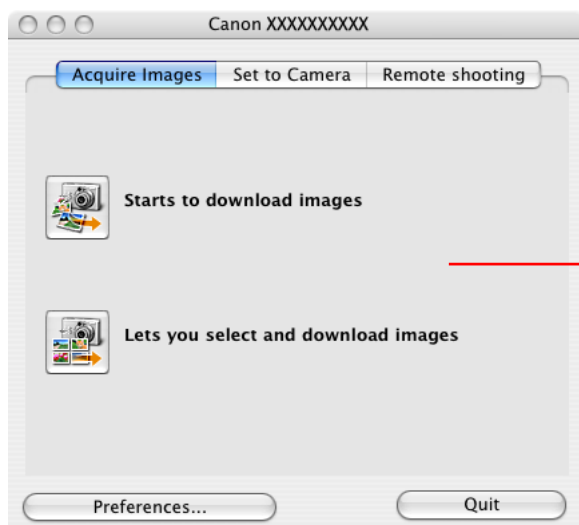 Canon XXXXXXXXXX
Acquire Images Set to Camera Remote shooting
Starts to download images
Lets you select and download images
Preferences... Quit